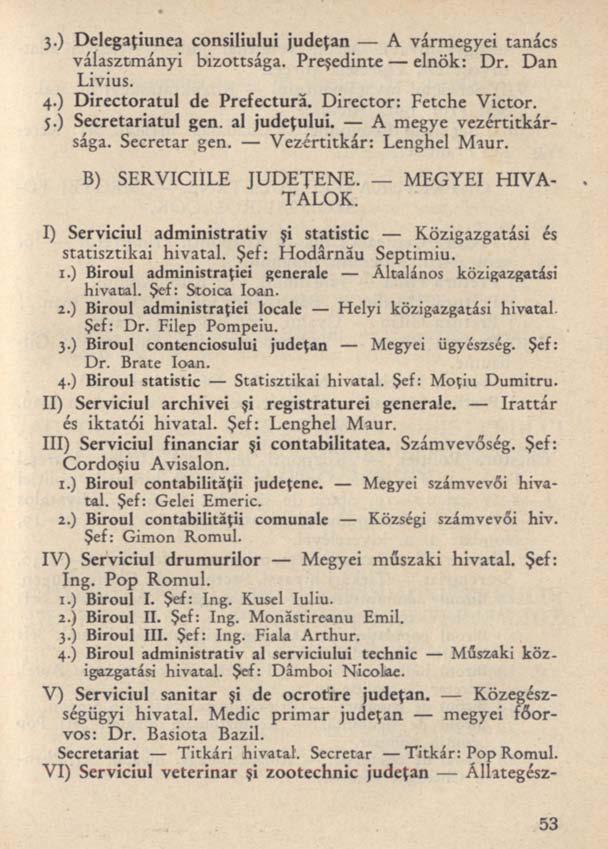 3.) Delegaţiunea consiliului judeţan — A vármegyei tanács
választmányi bizottsága. Preşedinte — elnök: Dr. Dan
Livius.
4.) Directoratul de Prefectură. Director: Fetche Victor.
5.) Secretariatul gen. al judeţului. — A megye vezértitkár-
sága. Secretar gen. — Vezértitkár: Lenghel Maur.
B) SERVICIILE JUDEŢENE. — MEGYEI HIVA-
TALOK.
I) Serviciul administrativ şi statistic — Közigazgatási és
statisztikai hivatal. Şef: Hodârnău Septimiu.
1.) Biroul administraţiei generale — Általános közigazgatási
hivatal. Şef: Stoica Ioan.
2.) Biroul administraţiei locale — Helyi közigazgatási hivatal.
Şef: Dr. Filep Pompeiu.
3.) Biroul contenciosului judeţan — Megyei ügyészség. Şef:
Dr. Brate Ioan.
4.) Biroul statistic — Statisztikai hivatal. Şef: Moţiu Dumitru.
II) Serviciul archivei şi registraturei generale. — Irattár
és iktatói hivatal. Şef: Lenghel Maur.
III) Serviciul financiar şi contabilitatea. Számvevőség. Şef:
Cordoşiu Avisalon.
1.) Biroul contabilităţii judeţene. — Megyei számvevői hiva-
tal. Şef: Gelei Emeric.
2.) Biroul contabilităţii comunale — Községi számvevői hiv.
Şef: Gimon Romul.
IV) Serviciul drumurilor — Megyei műszaki hivatal. Şef:
Ing. Pop Romul.
1.) Biroul I. Şef: Ing. Kusel Iuliu.
2.) Biroul II. Şef: Ing. Monăstireanu Emil.
3.) Biroul III. Şef: Ing. Fiala Arthur.
4.) Biroul administrativ al serviciului technic — Műszaki köz-
igazgatási hivatal. Şef: Dâmboi Nicolae.
V) Serviciul sanitar şi de ocrotire judeţan. — Közegész-
ségügyi hivatal. Medic primar judeţan — megyei főor-
vos: Dr. Basiota Bazil.
Secretariat — Titkári hivatal. Secretar — Titkár: Pop Romul.
VI) Serviciul veterinar şi zootechnic judeţan — Állategész-
53